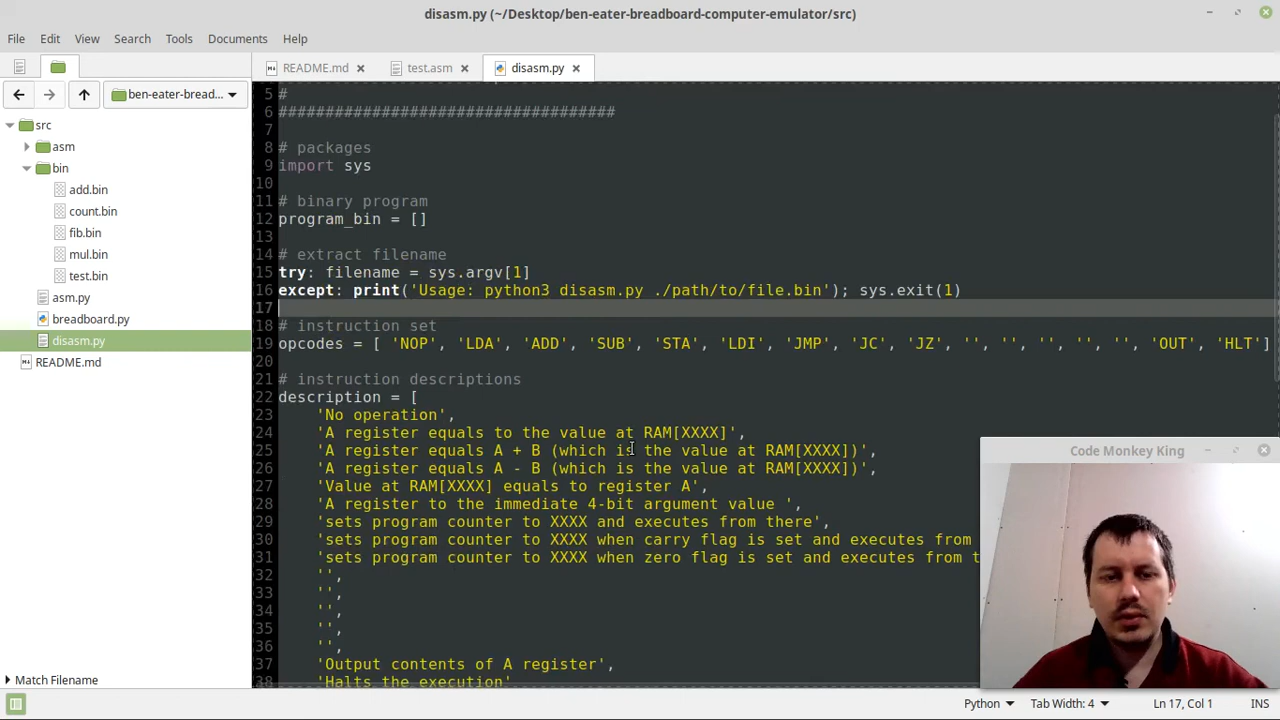 disasm.py (~/Desktop/ben-eater-breadboard-computer-emulator/src)
File Edit View Search Tools Documents Help
README.md test.asm disasm.py
ben-eater-bread...
src
asm
bin
add.bin
count.bin
fib.bin
mul.bin
test.bin
asm.py
breadboard.py
disasm.py
README.md
Match Filename
5 #
6 ####################################
7
8 # packages
9 import sys
10
11 # binary program
12 program_bin = []
13
14 # extract filename
15 try: filename = sys.argv[1]
16 except: print('Usage: python3 disasm.py ./path/to/file.bin'); sys.exit(1)
17
18 # instruction set
19 opcodes = [ 'NOP', 'LDA', 'ADD', 'SUB', 'STA', 'LDI', 'JMP', 'JC', 'JZ', '', '', '', '', '', 'OUT', 'HLT']
20
21 # instruction descriptions
22 description = [
23 'No operation',
24 'A register equals to the value at RAM[XXXX]',
25 'A register equals A + B (which is the value at RAM[XXXX])',
26 'A register equals A - B (which is the value at RAM[XXXX])',
27 'Value at RAM[XXXX] equals to register A',
28 'A register to the immediate 4-bit argument value ',
29 'sets program counter to XXXX and executes from there',
30 'sets program counter to XXXX when carry flag is set and executes from
31 'sets program counter to XXXX when zero flag is set and executes from
32 '',
33 '',
34 '',
35 '',
36 '',
37 'Output contents of A register',
38 'Halts the execution'
Code Monkey King
Python Tab Width: 4 Ln 17, Col 1 INS